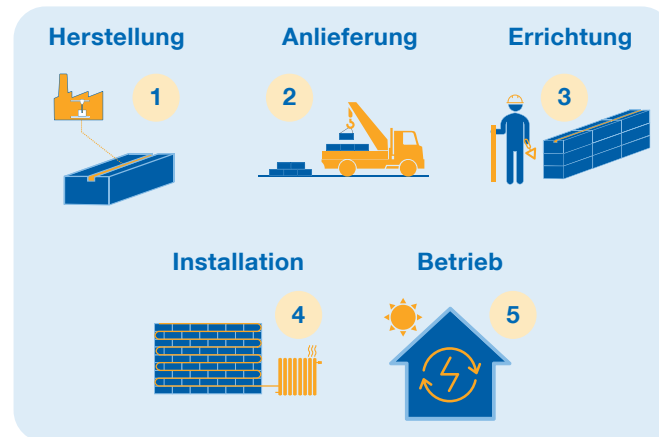 Herstellung
Anlieferung
Errichtung
1
2
3
Installation
Betrieb
4
5